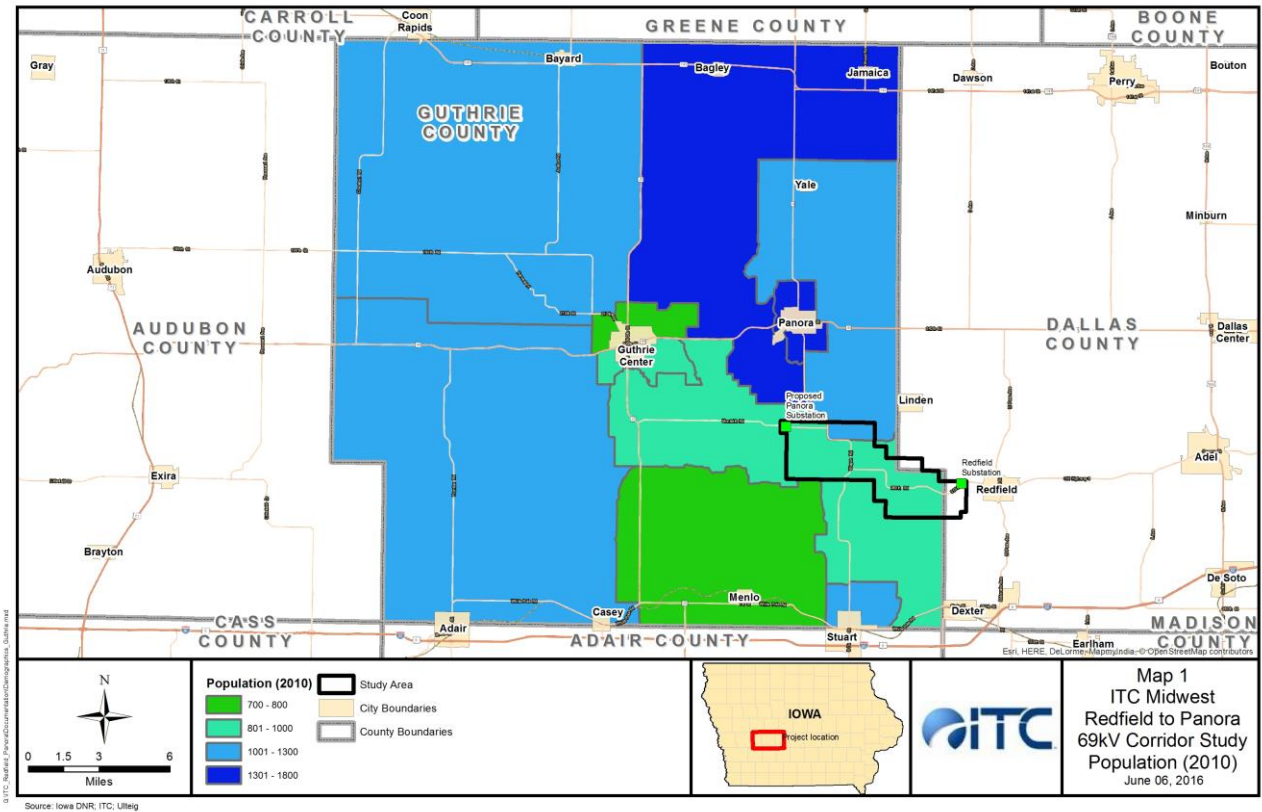 CARROLL
COUNTY
Coon
Rapids
GREENE COUNTY
BOONE
COUNTY
Gray
Bayard
Bagley
Jamaica
Dawson
Perry
Bouton
GUTHRIE
COUNTY
Yale
Minburn
Audubon
AUDUBON
COUNTY
Guthrie
Center
Panora
DALLAS
COUNTY
Dallas
Center
Proposed
Panora
Substation
Linden
Exira
Redfield
Substation
Redfield
Adel
Brayton
De Soto
Menlo
Casey
Dexter
CASS
COUNTY
Adair
ADAIR COUNTY
Stuart
Earlham
MADISON
COUNTY
Esri, HERE, DeLorme, MapmyIndia, © OpenStreetMap contributors
N
0 1.5 3 6
Miles
Population (2010)
700 - 800
801 - 1000
1001 - 1300
1301 - 1800
Study Area
City Boundaries
County Boundaries
IOWA
Project location
ITC
Map 1
ITC Midwest
Redfield to Panora
69kV Corridor Study
Population (2010)
June 06, 2016
Source: Iowa DNR; ITC; Ulteig